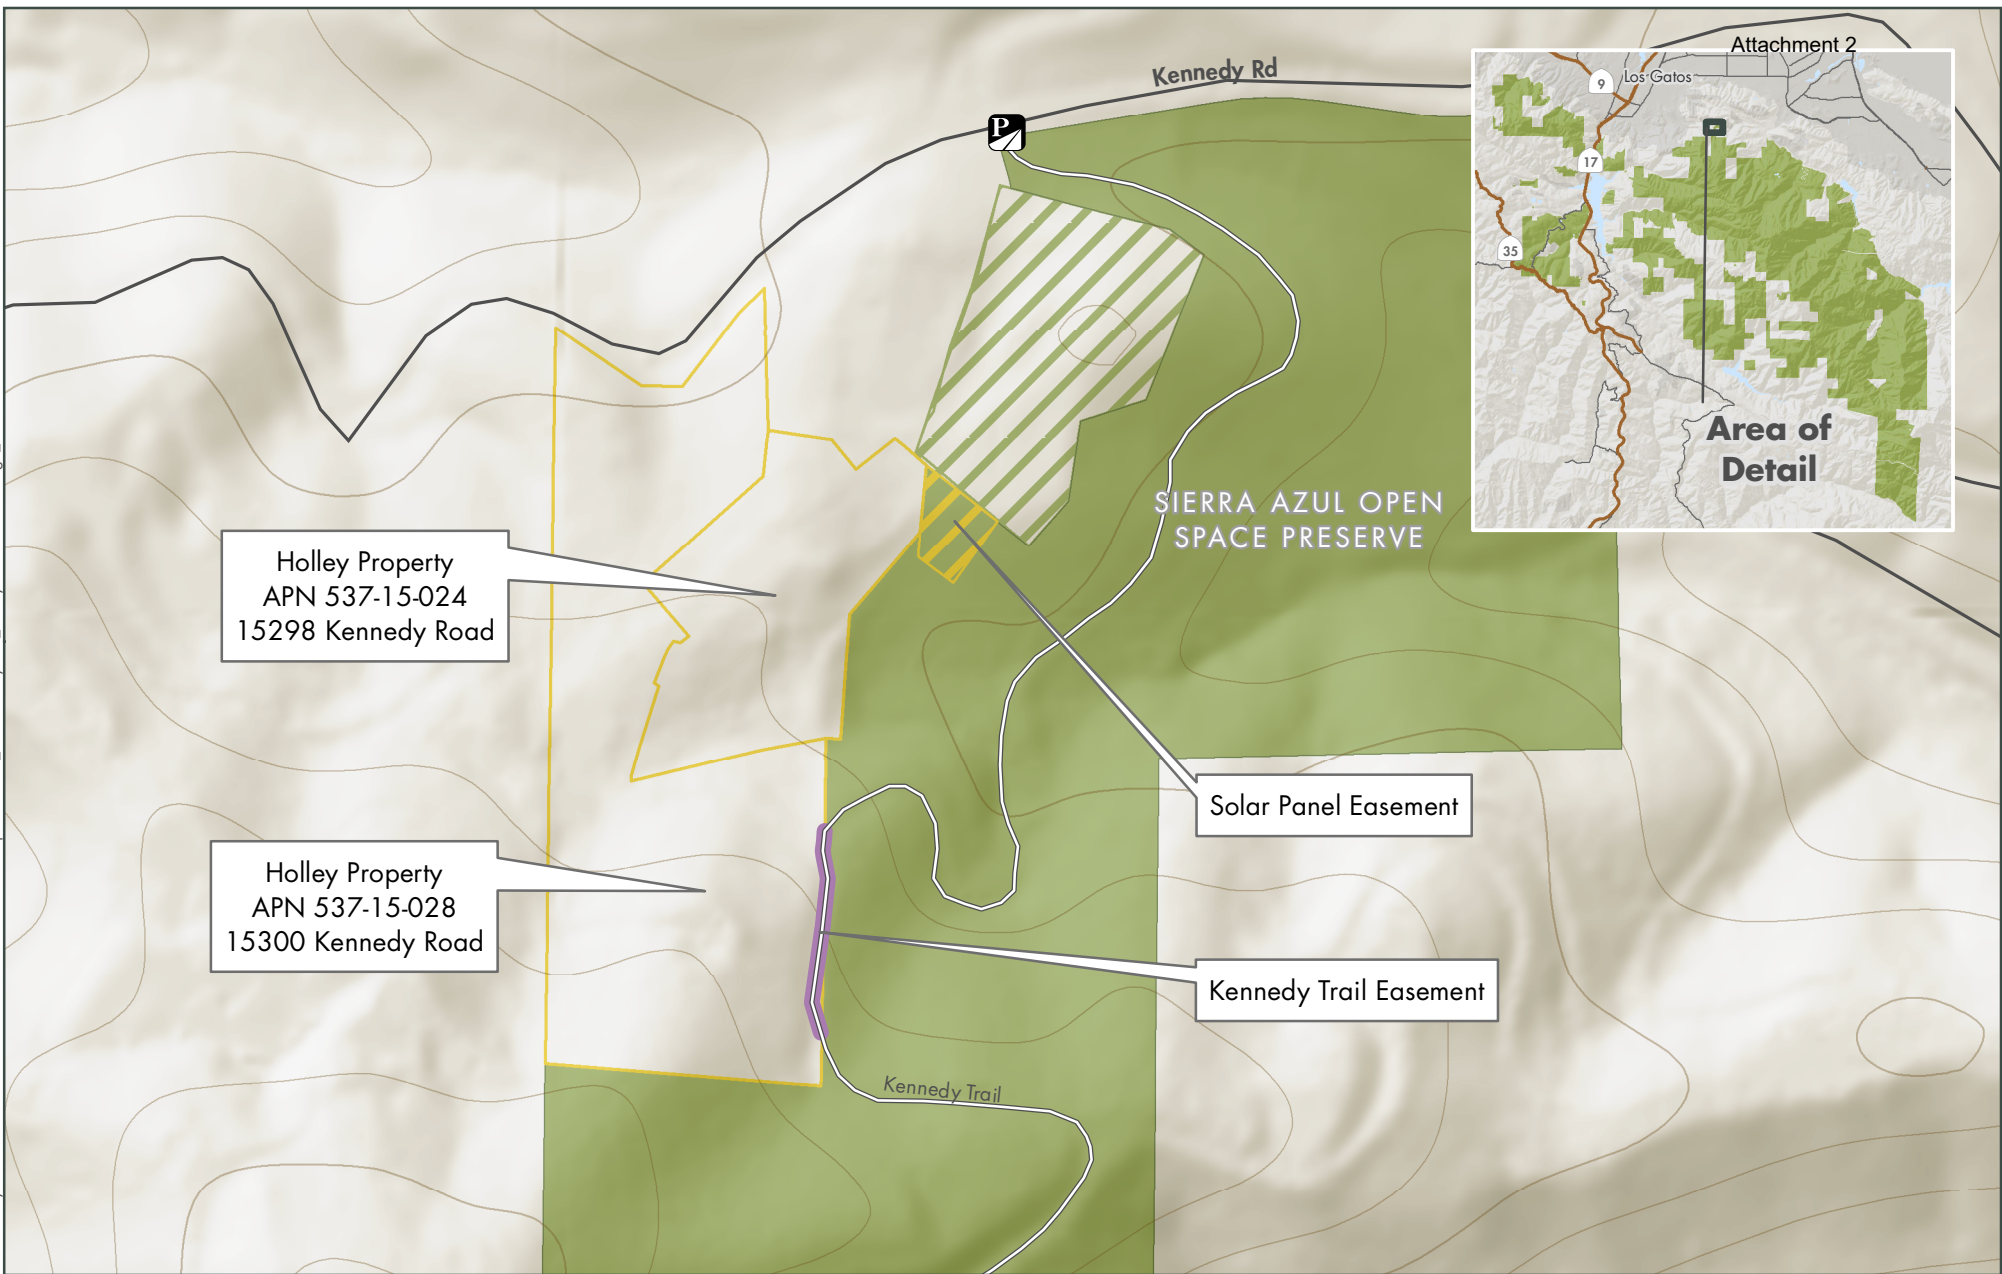 Attachment 2
Kennedy Rd
P
9
Los Gatos
17
35
Area of
Detail
SIERRA AZUL OPEN
SPACE PRESERVE
Holley Property
APN 537-15-024
15298 Kennedy Road
Solar Panel Easement
Holley Property
APN 537-15-028
15300 Kennedy Road
Kennedy Trail Easement
Kennedy Trail